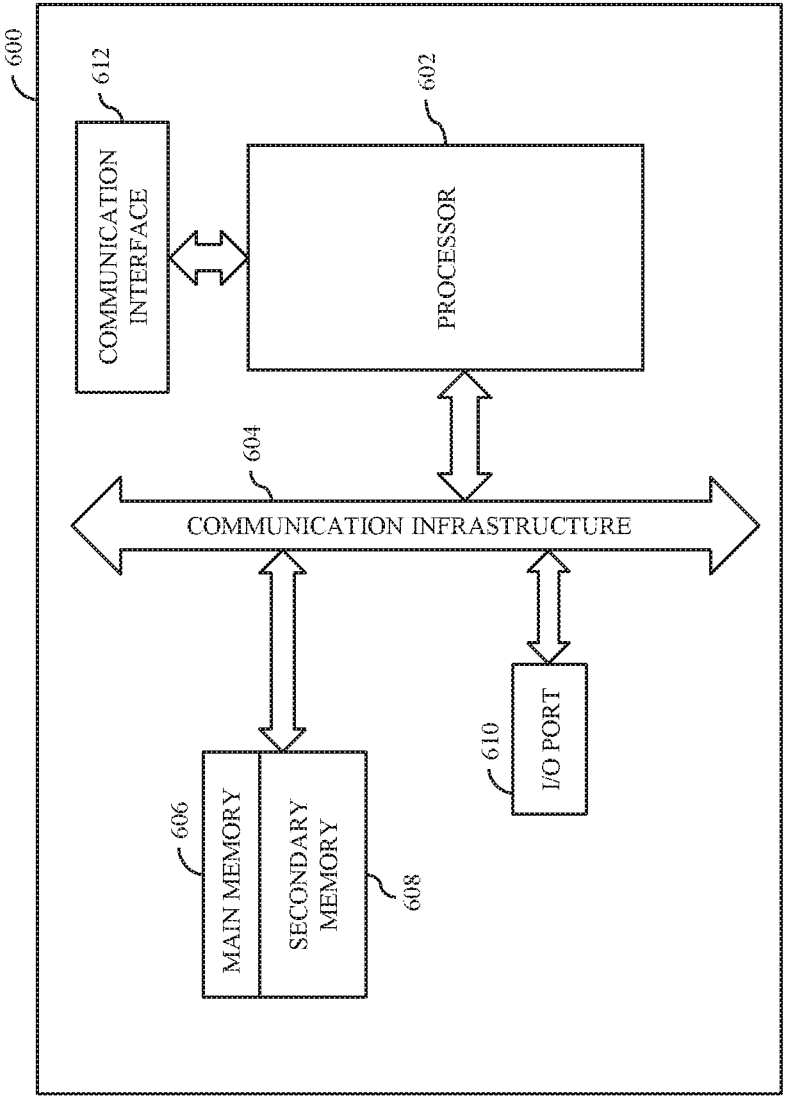 600
612
COMMUNICATION
INTERFACE
602
PROCESSOR
604
COMMUNICATION INFRASTRUCTURE
606
MAIN MEMORY
SECONDARY
MEMORY
608
610
I/O PORT